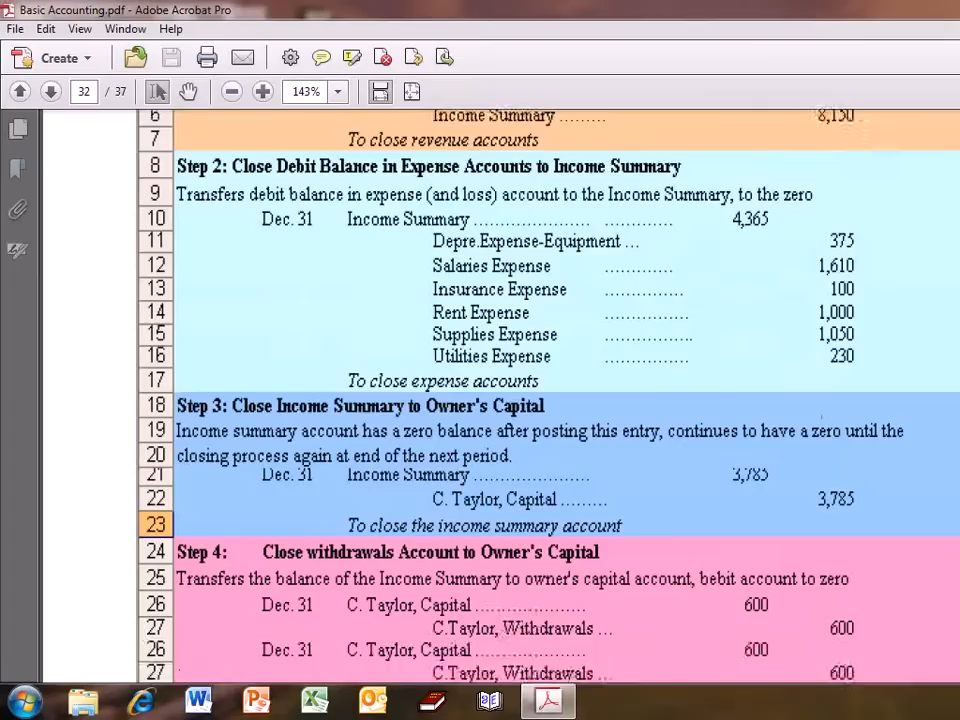 Basic Accounting.pdf - Adobe Acrobat Pro
File Edit View Window Help
Create
32 / 37 143%
6 Income Summary ......... 8,150
7 To close revenue accounts
8 Step 2: Close Debit Balance in Expense Accounts to Income Summary
9 Transfers debit balance in expense (and loss) account to the Income Summary, to the zero
10 Dec. 31 Income Summary ...................... ............. 4,365
11 Depre.Expense-Equipment ... 375
12 Salaries Expense ............. 1,610
13 Insurance Expense ............... 100
14 Rent Expense ................ 1,000
15 Supplies Expense ................. 1,050
16 Utilities Expense ................ 230
17 To close expense accounts
18 Step 3: Close Income Summary to Owner's Capital
19 Income summary account has a zero balance after posting this entry, continues to have a zero until the
20 closing process again at end of the next period.
21 Dec. 31 Income Summary ...................... 3,785
22 C. Taylor, Capital ......... 3,785
23 To close the income summary account
24 Step 4: Close withdrawals Account to Owner's Capital
25 Transfers the balance of the Income Summary to owner's capital account, bebit account to zero
26 Dec. 31 C. Taylor, Capital ..................... 600
27 C.Taylor, Withdrawals ... 600
26 Dec. 31 C. Taylor, Capital ..................... 600
27 C.Taylor, Withdrawals ... 600